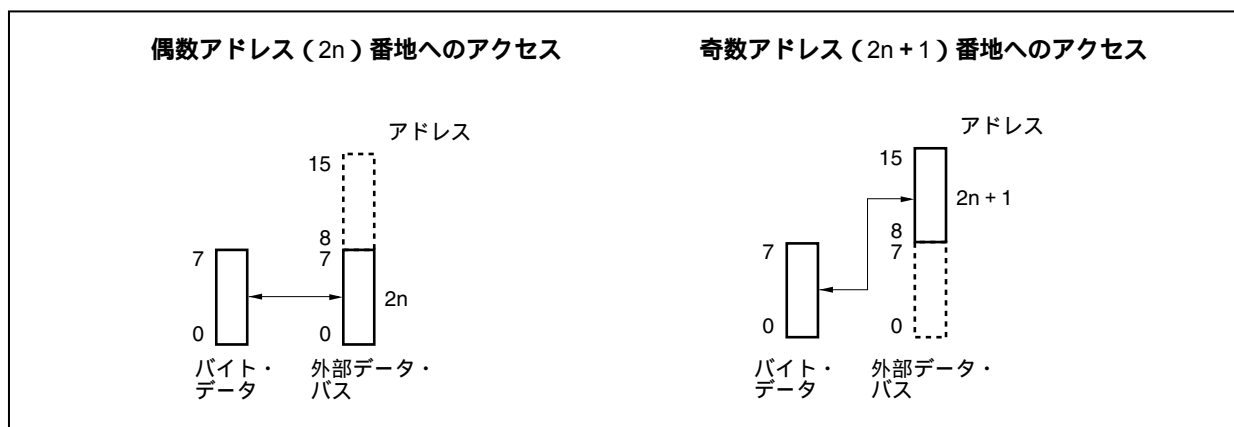 偶数アドレス（2n）番地へのアクセス
アドレス
15
8
7
7
2n
0
0
バイト・
データ
外部データ・
バス
奇数アドレス（2n + 1）番地へのアクセス
アドレス
15
2n + 1
8
7
7
0
0
バイト・
データ
外部データ・
バス